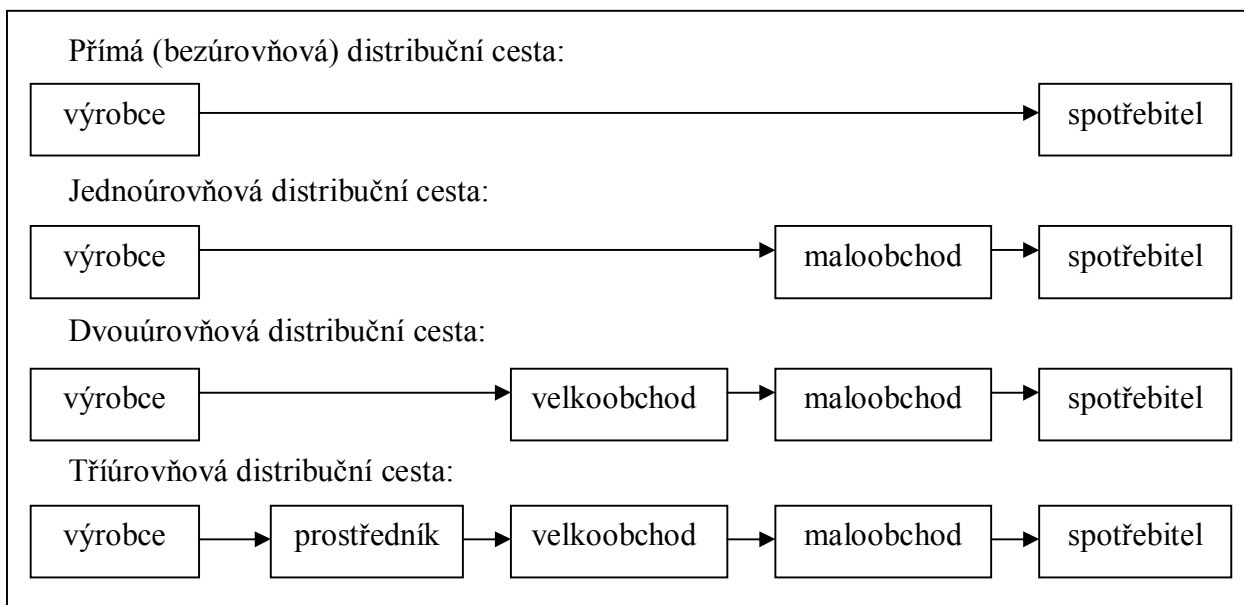 Přímá (bezúrovňová) distribuční cesta:
výrobce spotřebitel
Jednoúrovňová distribuční cesta:
výrobce maloobchod spotřebitel
Dvouúrovňová distribuční cesta:
výrobce velkoobchod maloobchod spotřebitel
Tříúrovňová distribuční cesta:
výrobce prostředník velkoobchod maloobchod spotřebitel